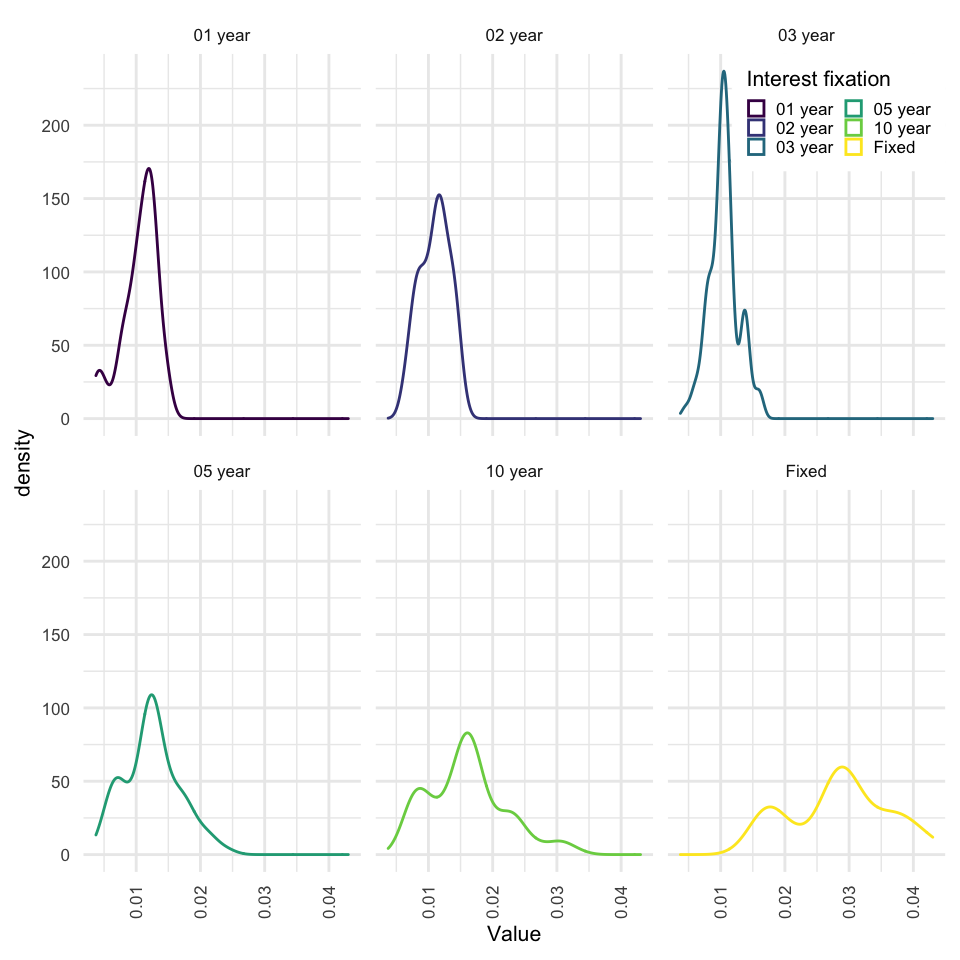 01 year
02 year
03 year
Interest fixation
01 year
05 year
02 year
10 year
03 year
Fixed
200
150
100
50
0
density
05 year
10 year
Fixed
200
150
100
50
0
0.01
0.02
0.03
0.04
0.01
0.02
0.03
0.04
0.01
0.02
0.03
0.04
Value